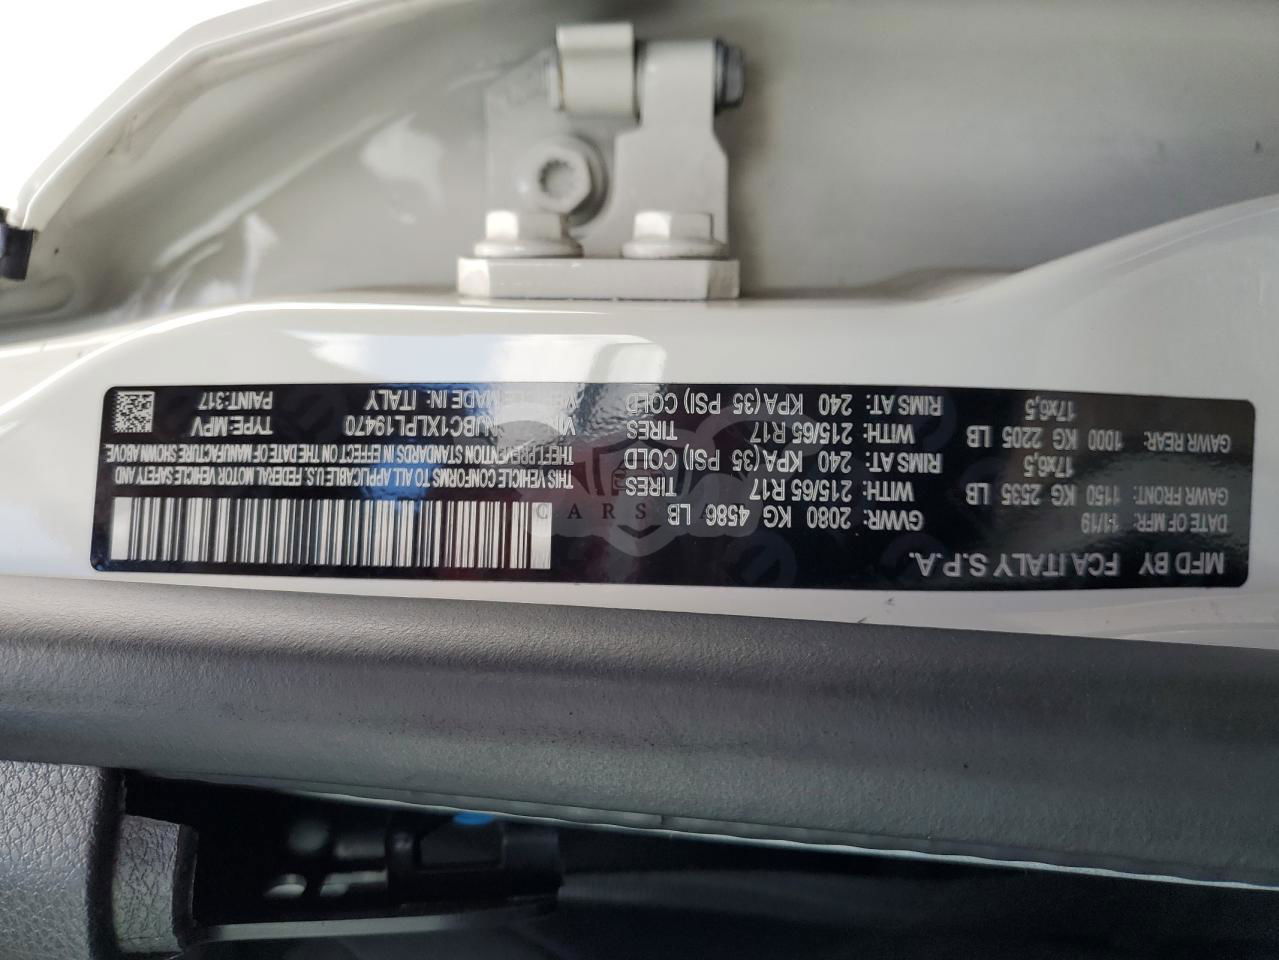 MFD BY FCA ITALY S.P.A.
DATE OF MFR: 11/19
GVWR: 2080 KG 4586 LB
GAWR FRONT: 1150 KG 2535 LB
WITH: 215/65 R17 TIRES
17x6,5
RIMS AT: 240 KPA (35 PSI) COLD
GAWR REAR: 1000 KG 2205 LB
WITH: 215/65 R17 TIRES
17x6,5
RIMS AT: 240 KPA (35 PSI) COLD
THIS VEHICLE CONFORMS TO ALL APPLICABLE U.S. FEDERAL MOTOR VEHICLE SAFETY AND
THEFT PREVENTION STANDARDS IN EFFECT ON THE DATE OF MANUFACTURE SHOWN ABOVE
JBC1XLPL19470
TYPE: MPV
MADE IN: ITALY
PAINT: 317
CARS